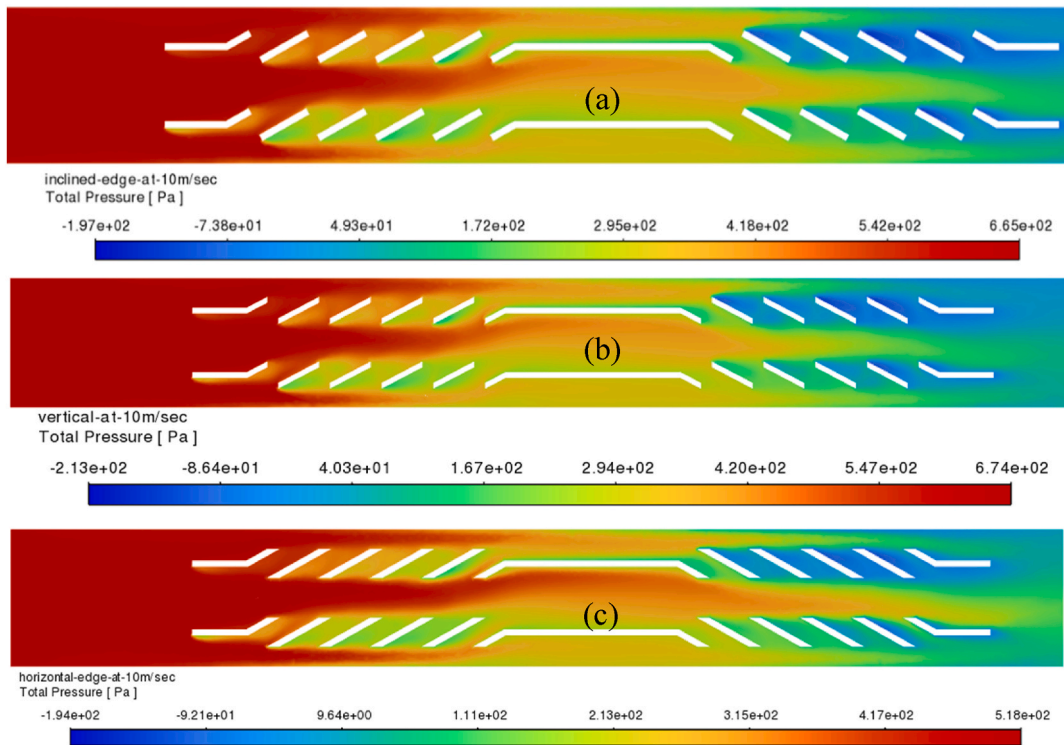 (a)
inclined-edge-at-10m/sec
Total Pressure [ Pa ]
-1.97e+02 -7.38e+01 4.93e+01 1.72e+02 2.95e+02 4.18e+02 5.42e+02 6.65e+02
(b)
vertical-at-10m/sec
Total Pressure [ Pa ]
-2.13e+02 -8.64e+01 4.03e+01 1.67e+02 2.94e+02 4.20e+02 5.47e+02 6.74e+02
(c)
horizontal-edge-at-10m/sec
Total Pressure [ Pa ]
-1.94e+02 -9.21e+01 9.64e+00 1.11e+02 2.13e+02 3.15e+02 4.17e+02 5.18e+02